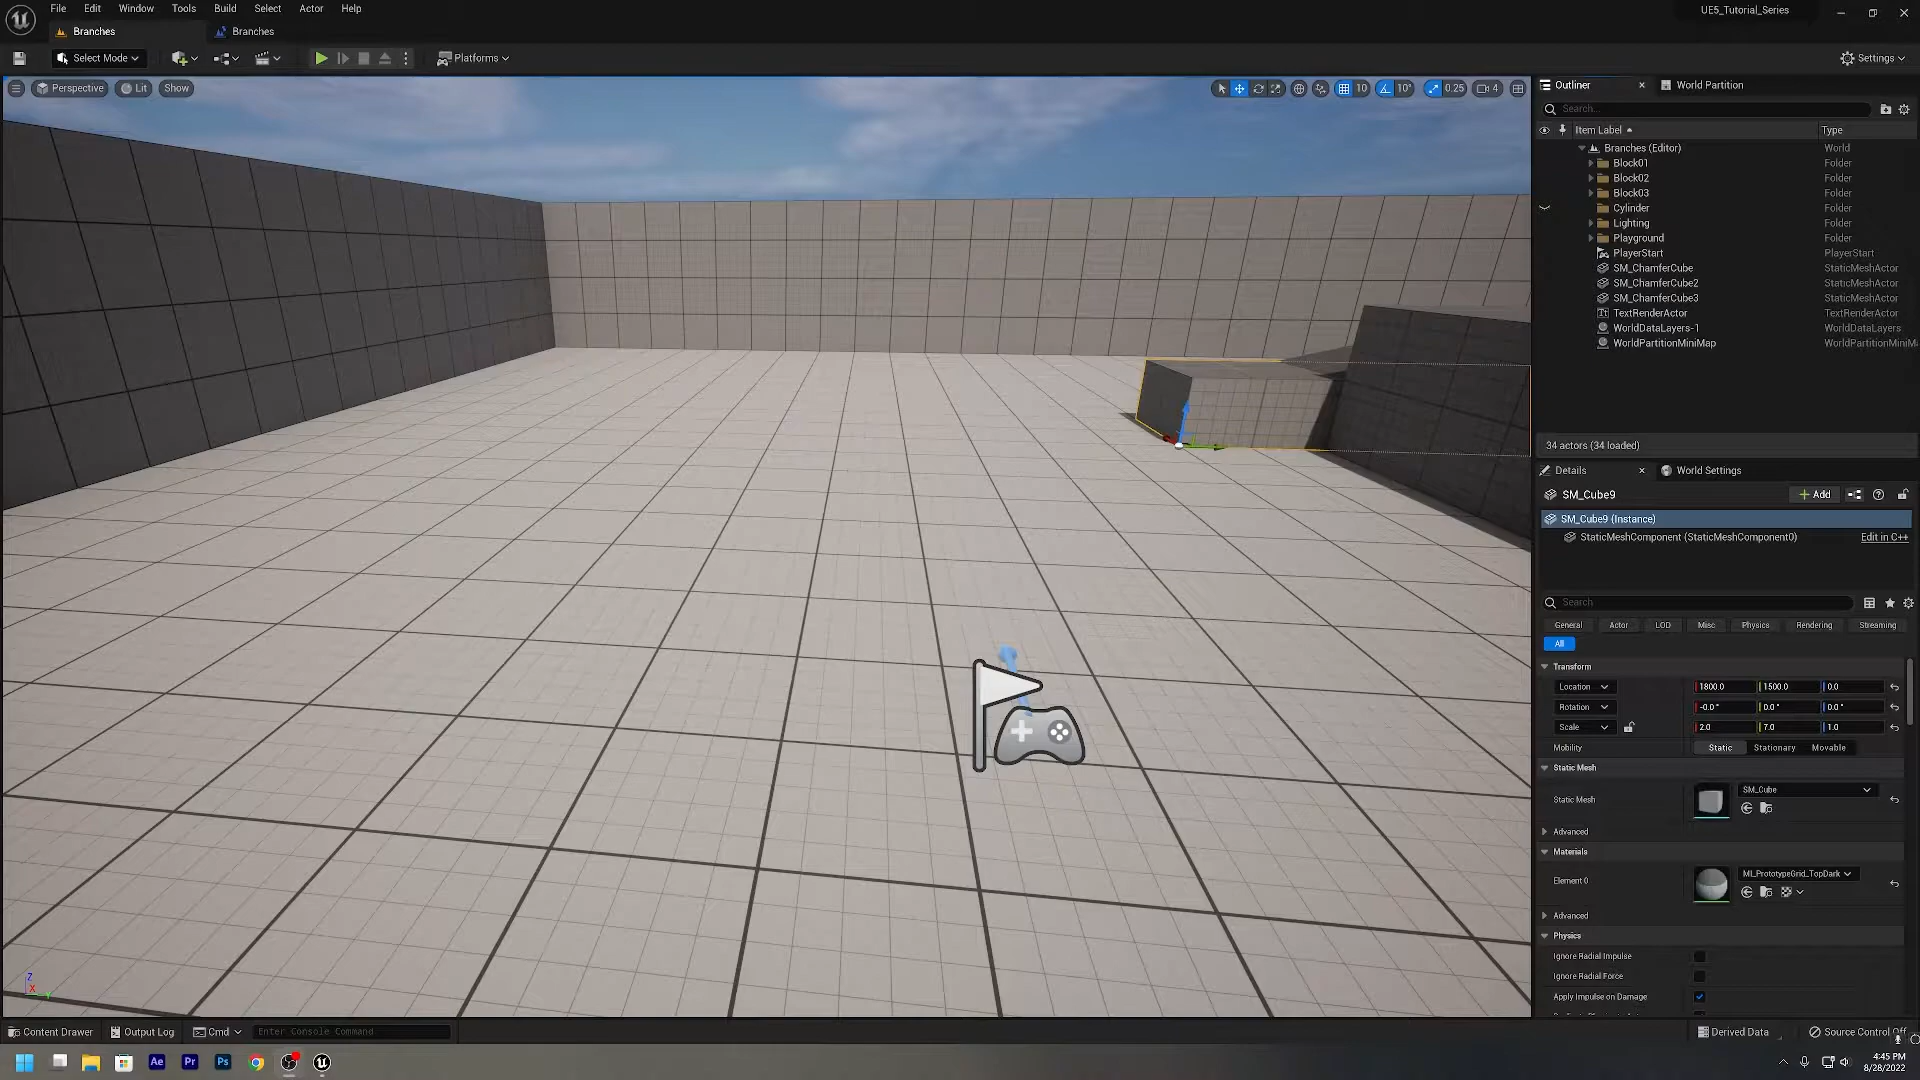 File Edit Window Tools Build Select Actor Help
UE5_Tutorial_Series
Branches
Branches
Select Mode
Platforms
Settings
Perspective
Lit
Show
10
10°
0.25
4
Outliner
World Partition
Search...
Item Label
Type
Branches (Editor)
World
Block01
Folder
Block02
Folder
Block03
Folder
Cylinder
Folder
Lighting
Folder
Playground
Folder
PlayerStart
PlayerStart
SM_ChamferCube
StaticMeshActor
SM_ChamferCube2
StaticMeshActor
SM_ChamferCube3
StaticMeshActor
TextRenderActor
TextRenderActor
WorldDataLayers-1
WorldDataLayers
WorldPartitionMiniMap
WorldPartitionMiniM
34 actors (34 loaded)
Details
World Settings
SM_Cube9
Add
SM_Cube9 (Instance)
StaticMeshComponent (StaticMeshComponent0)
Edit in C++
Search
General
Actor
LOD
Misc
Physics
Rendering
Streaming
All
Transform
Location
1800.0
1500.0
0.0
Rotation
-0.0°
0.0°
0.0°
Scale
2.0
7.0
1.0
Mobility
Static
Stationary
Movable
Static Mesh
Static Mesh
SM_Cube
Advanced
Materials
Element 0
MI_PrototypeGrid_TopDark
Advanced
Physics
Ignore Radial Impulse
Ignore Radial Force
Apply Impulse on Damage
Z
X
Y
Content Drawer
Output Log
Cmd
Enter Console Command
Derived Data
Source Control Off
Ae
Pr
Ps
4:45 PM
8/28/2022